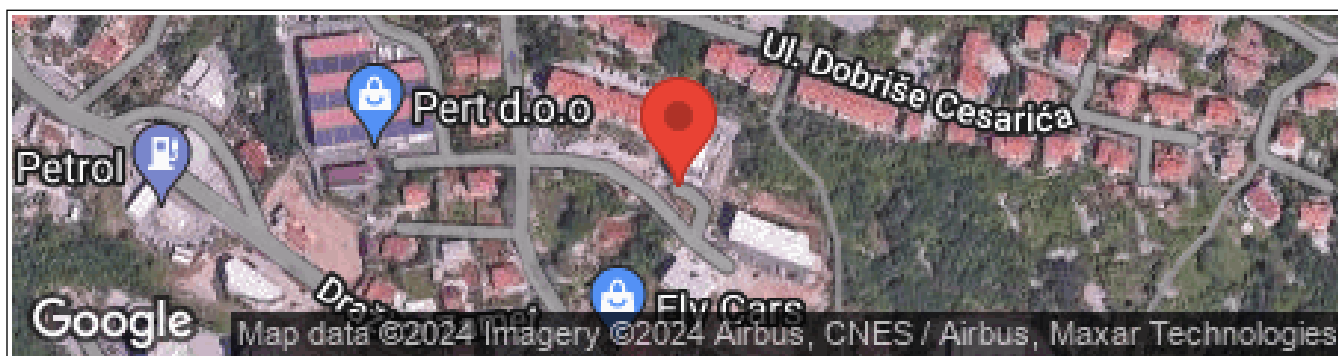 Ul. Dobriše Cesarića
Pert d.o.o
Petrol
Fly Cars
Google
Map data ©2024 Imagery ©2024 Airbus, CNES / Airbus, Maxar Technologies